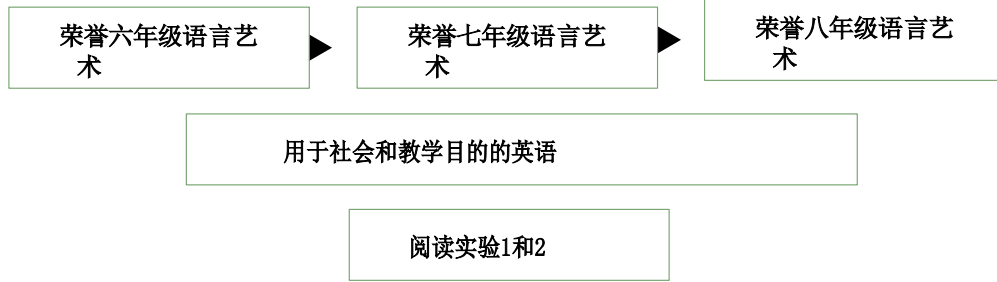 荣誉六年级语言艺
术
荣誉七年级语言艺
术
荣誉八年级语言艺
术
用于社会和教学目的的英语
阅读实验1和2